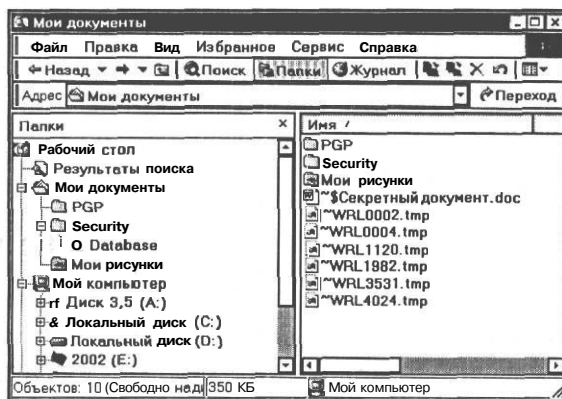 Мои документы
Файл Правка Вид Избранное Сервис Справка
Назад Поиск Папки Журнал
Адрес Мои документы Переход
Папки ×
Рабочий стол
Результаты поиска
Мои документы
PGP
Security
О Database
Мои рисунки
Мой компьютер
rf Диск 3,5 (A:)
& Локальный диск (C:)
Локальный диск (D:)
2002 (E:)
Имя /
PGP
Security
Мои рисунки
~$Секретный документ.doc
~WRL0002.tmp
~WRL0004.tmp
~WRL1120.tmp
~WRL1982.tmp
~WRL3531.tmp
~WRL4024.tmp
Объектов: 10 (Свободно на 350 КБ Мой компьютер